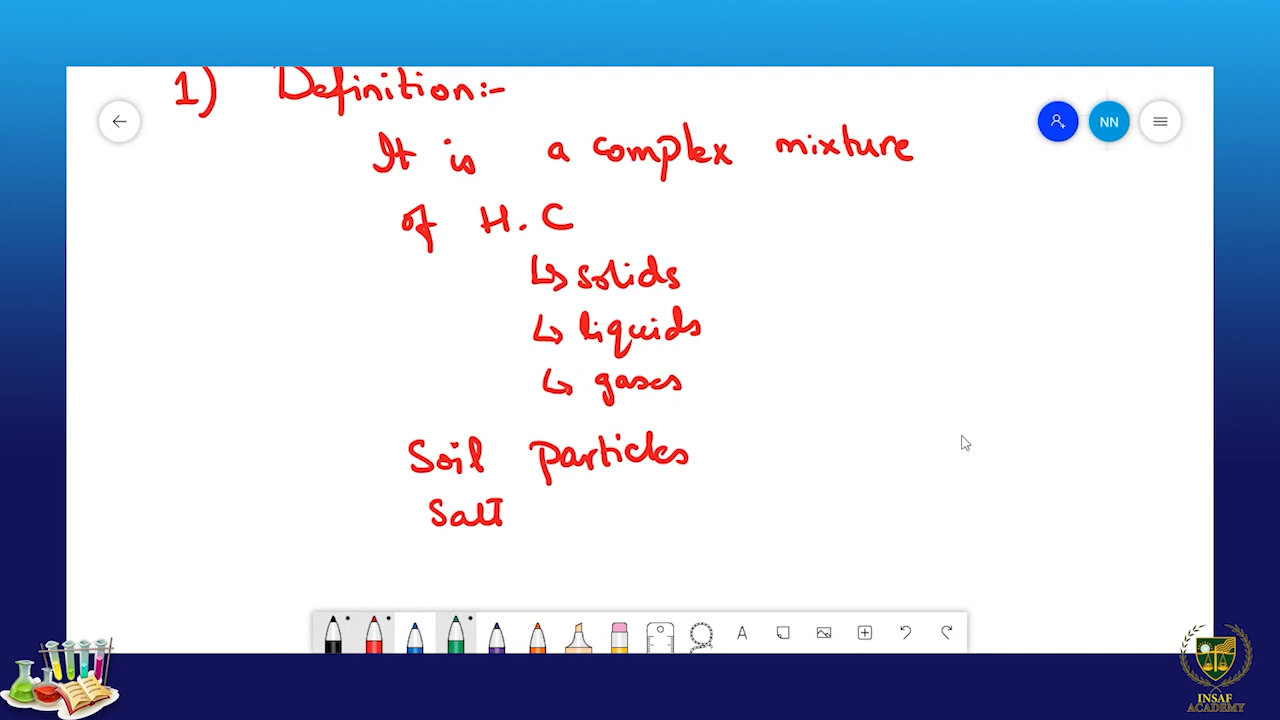 1) Definition:-
It is a complex mixture
of H.C
↳ solids
↳ liquids
↳ gases
Soil particles
Salt
NN
A
INSAF
ACADEMY